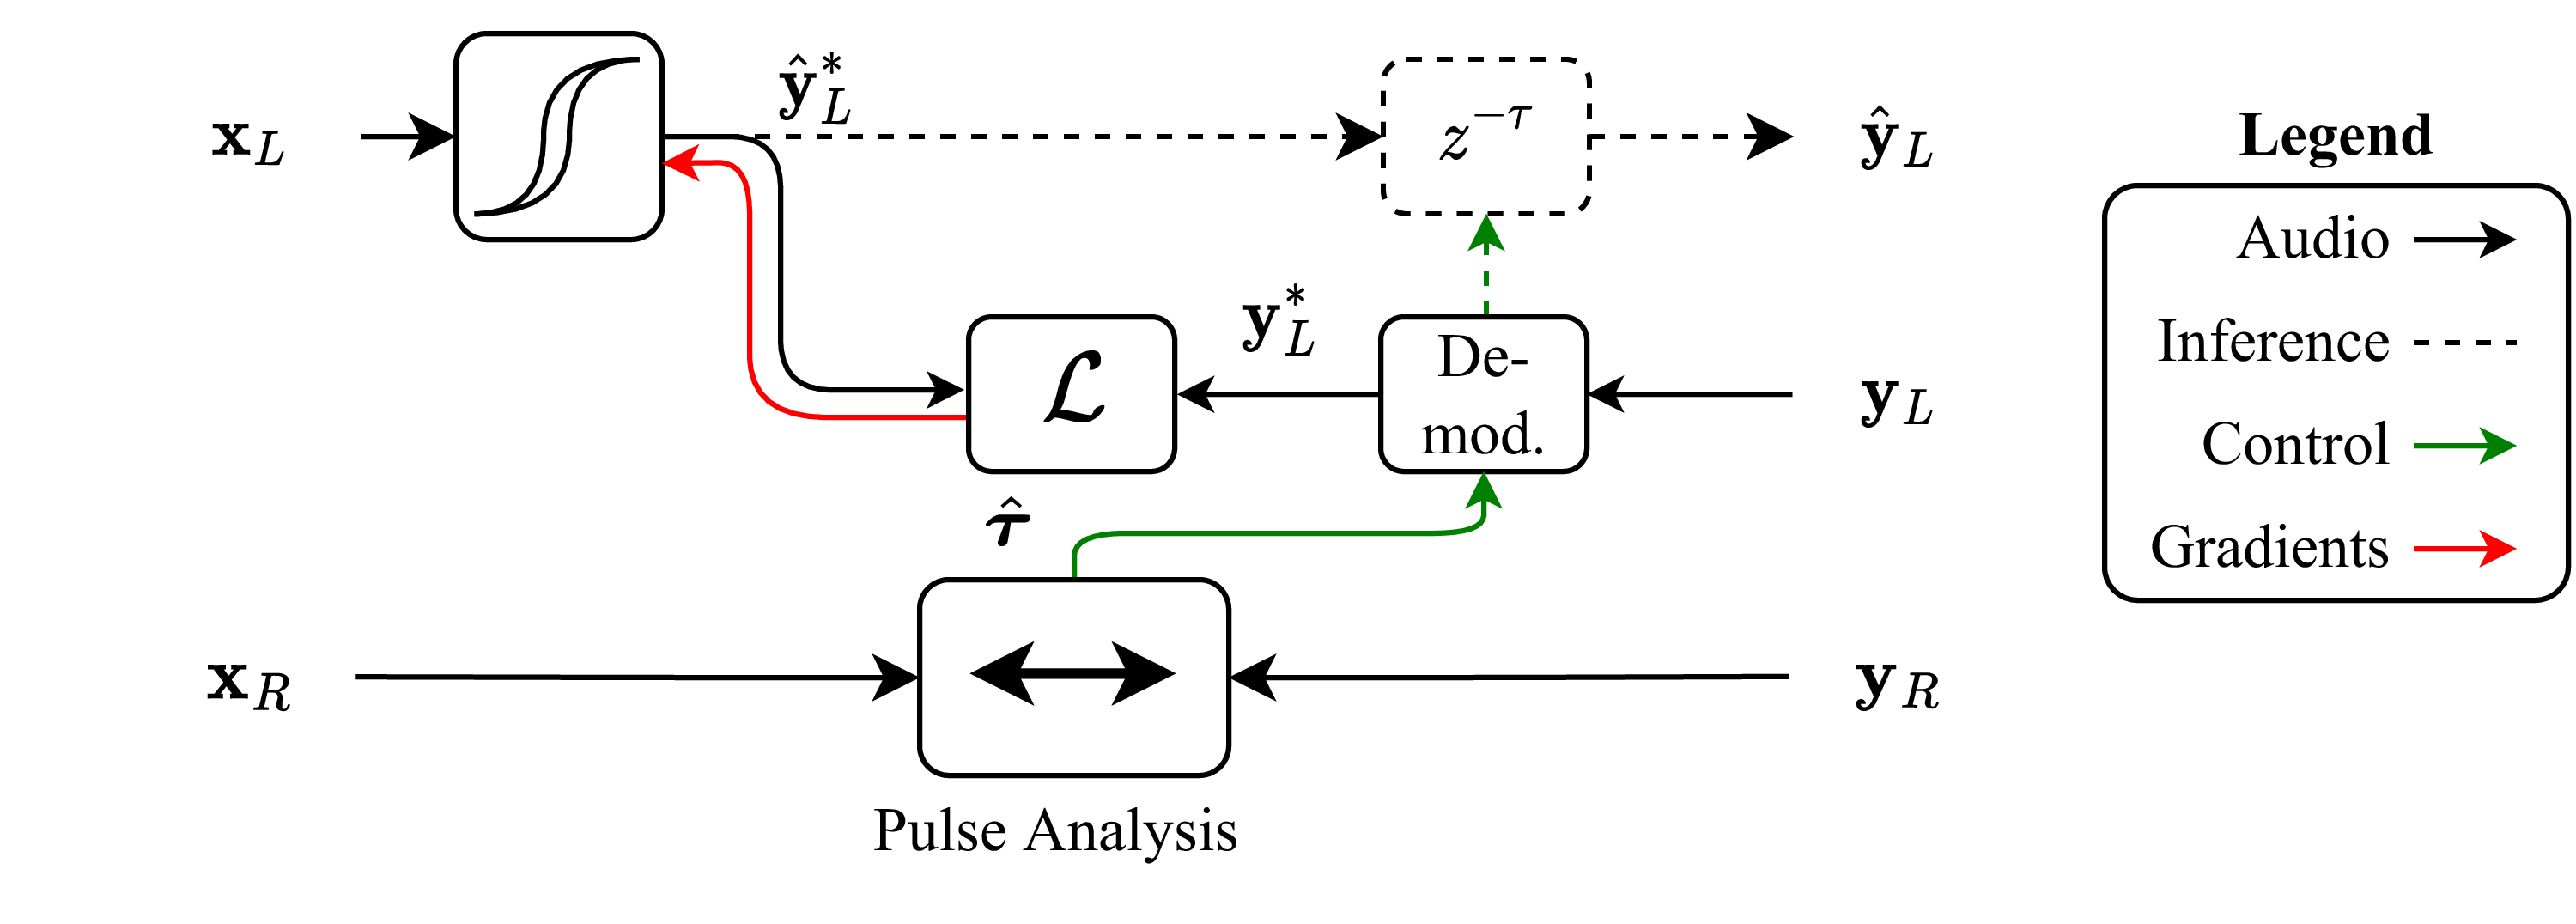 x_L
ŷ*_L
z^{−τ}
ŷ_L
y*_L
ℒ
De-
mod.
y_L
τ̂
x_R
y_R
Pulse Analysis
Legend
Audio
Inference
Control
Gradients